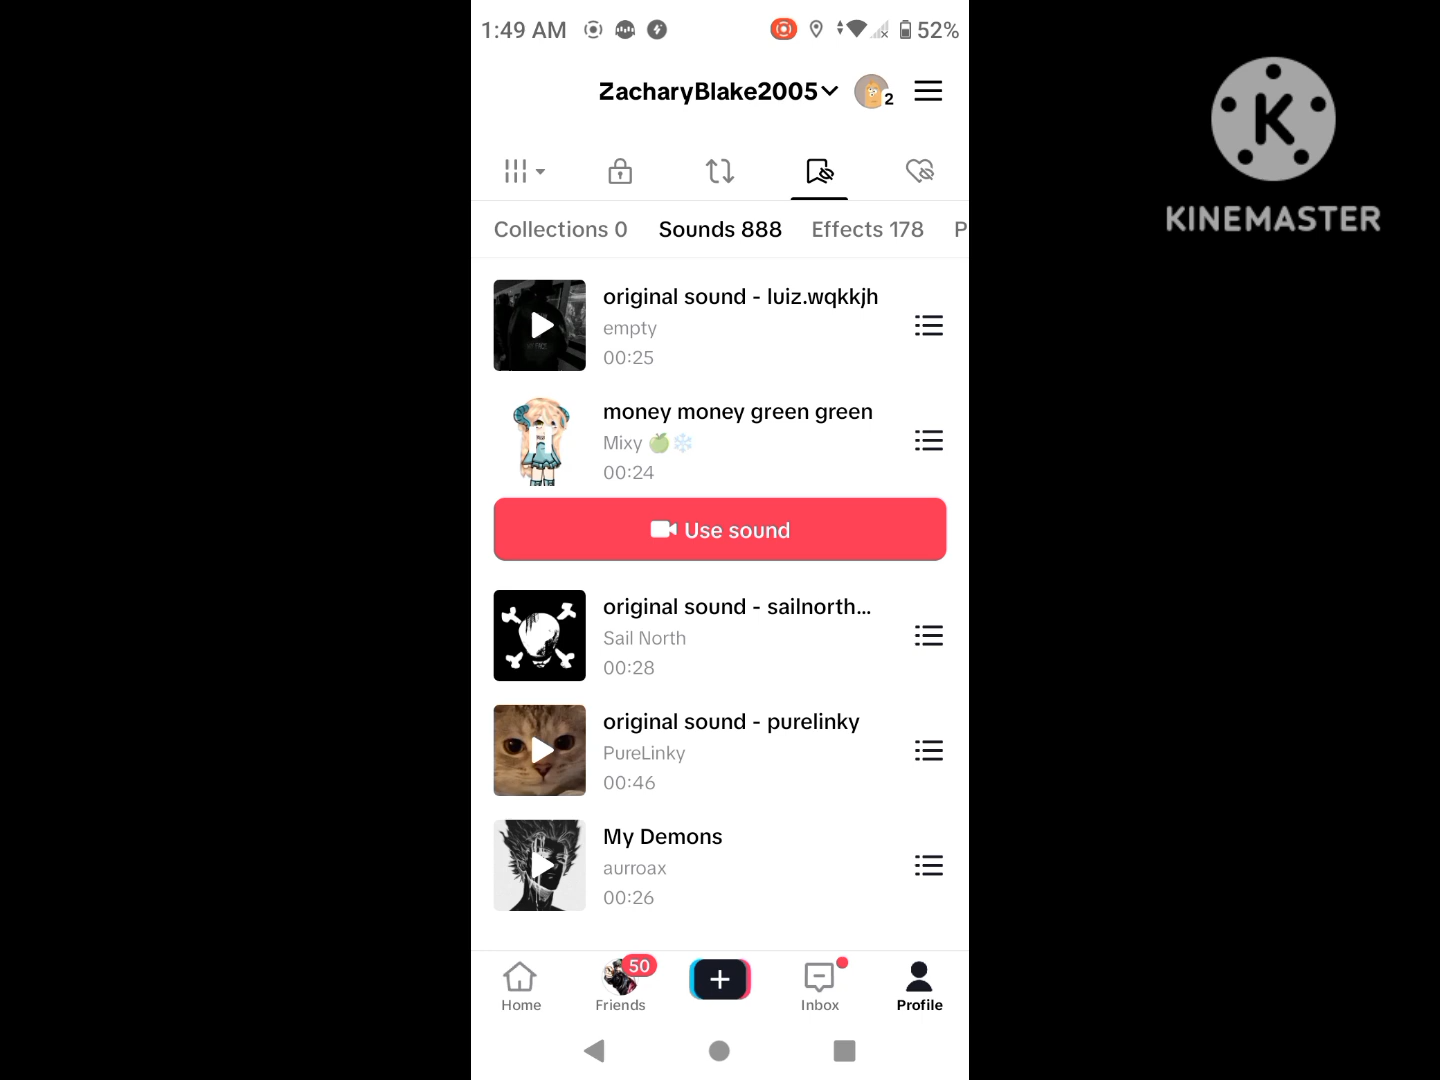 1:49 AM
52%
ZacharyBlake2005
2
K
KINEMASTER
Collections 0
Sounds 888
Effects 178
P
original sound - luiz.wqkkjh
empty
00:25
money money green green
Mixy 🍏❄️
00:24
Use sound
original sound - sailnorth...
Sail North
00:28
original sound - purelinky
PureLinky
00:46
My Demons
aurroax
00:26
50
Home
Friends
Inbox
Profile